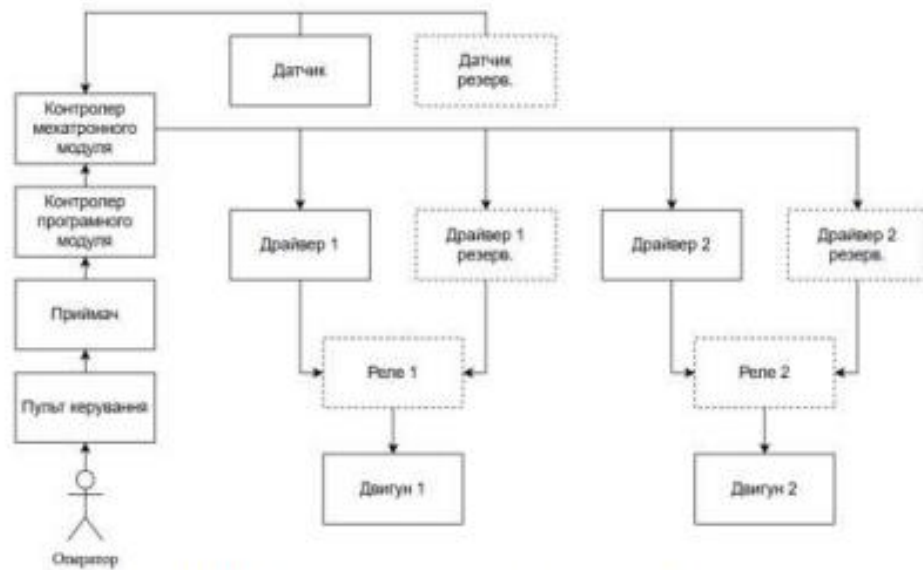 Датчик
Датчик
резерв.
Контролер
мехатронного
модуля
Контролер
програмного
модуля
Драйвер 1
Драйвер 1
резерв.
Драйвер 2
Драйвер 2
резерв.
Приймач
Реле 1
Реле 2
Пульт керування
Двигун 1
Двигун 2
Оператор